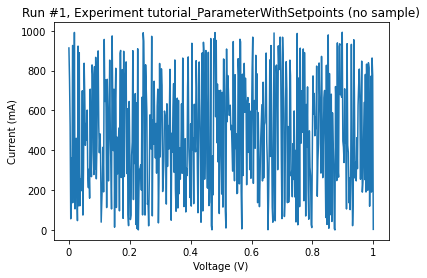 Run #1, Experiment tutorial_ParameterWithSetpoints (no sample)
1000
800
600
400
200
0
Current (mA)
0 0.2 0.4 0.6 0.8 1
Voltage (V)